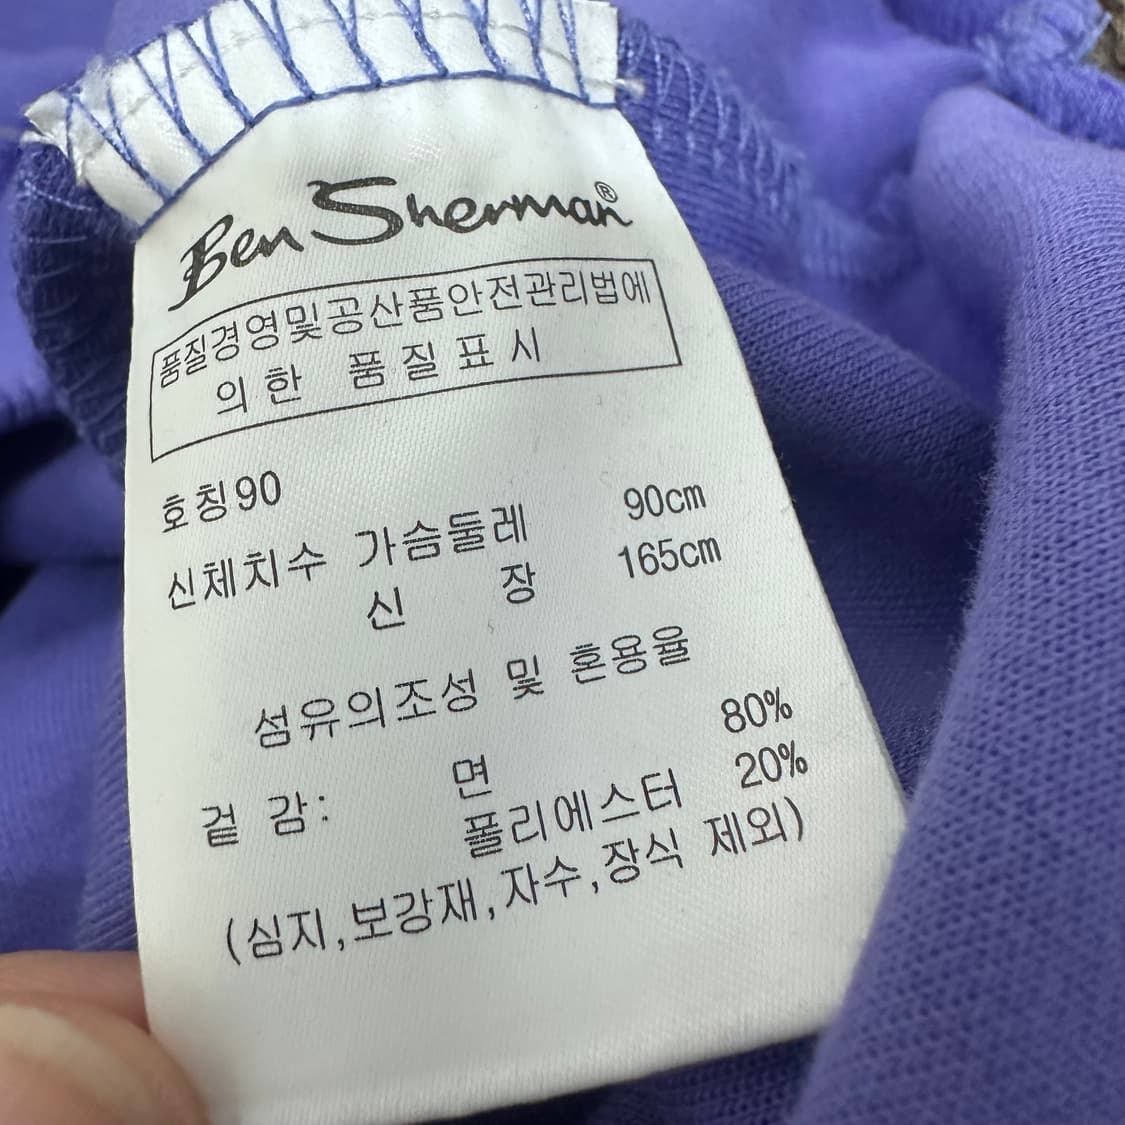 Ben Sherman®
품질경영및공산품안전관리법에
의한 품질표시
호칭90
신체치수 가슴둘레 90cm
신 장 165cm
섬유의조성 및 혼용율
겉 감: 면 80%
폴리에스터 20%
(심지,보강재,자수,장식 제외)